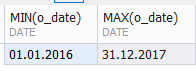 MIN(o_date) MAX(o_date)
DATE DATE
01.01.2016 31.12.2017